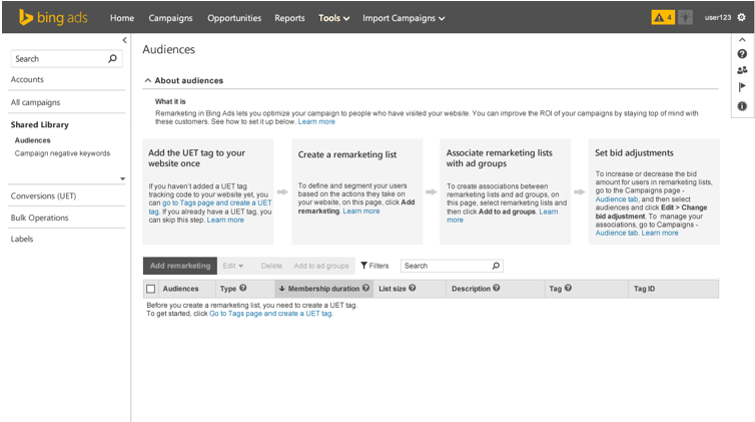 bing ads
Home Campaigns Opportunities Reports Tools Import Campaigns 4 user123
Search
Accounts
All campaigns
Shared Library
Audiences
Campaign negative keywords
Conversions (UET)
Bulk Operations
Labels
Audiences
About audiences
What it is
Remarketing in Bing Ads lets you optimize your campaign to people who have visited your website. You can improve the ROI of your campaigns by staying top of mind with
these customers. See how to set it up below. Learn more
Add the UET tag to your
website once
If you haven't added a UET tag
tracking code to your website yet, you
can go to Tags page and create a UET
tag. If you already have a UET tag, you
can skip this step. Learn more
Create a remarketing list
To define and segment your users
based on the actions they take on
your website, on this page, click Add
remarketing. Learn more
Associate remarketing lists
with ad groups
To create associations between
remarketing lists and ad groups, on
this page, select remarketing lists and
then click Add to ad groups. Learn
more
Set bid adjustments
To increase or decrease the bid
amount for users in remarketing lists,
go to the Campaigns page -
Audience tab, and then select
audiences and click Edit > Change
bid adjustment. To manage your
associations, go to Campaigns -
Audience tab. Learn more
Add remarketing Edit Delete Add to ad groups Filters Search
Audiences Type Membership duration List size Description Tag Tag ID
Before you create a remarketing list, you need to create a UET tag.
To get started, click Go to Tags page and create a UET tag.